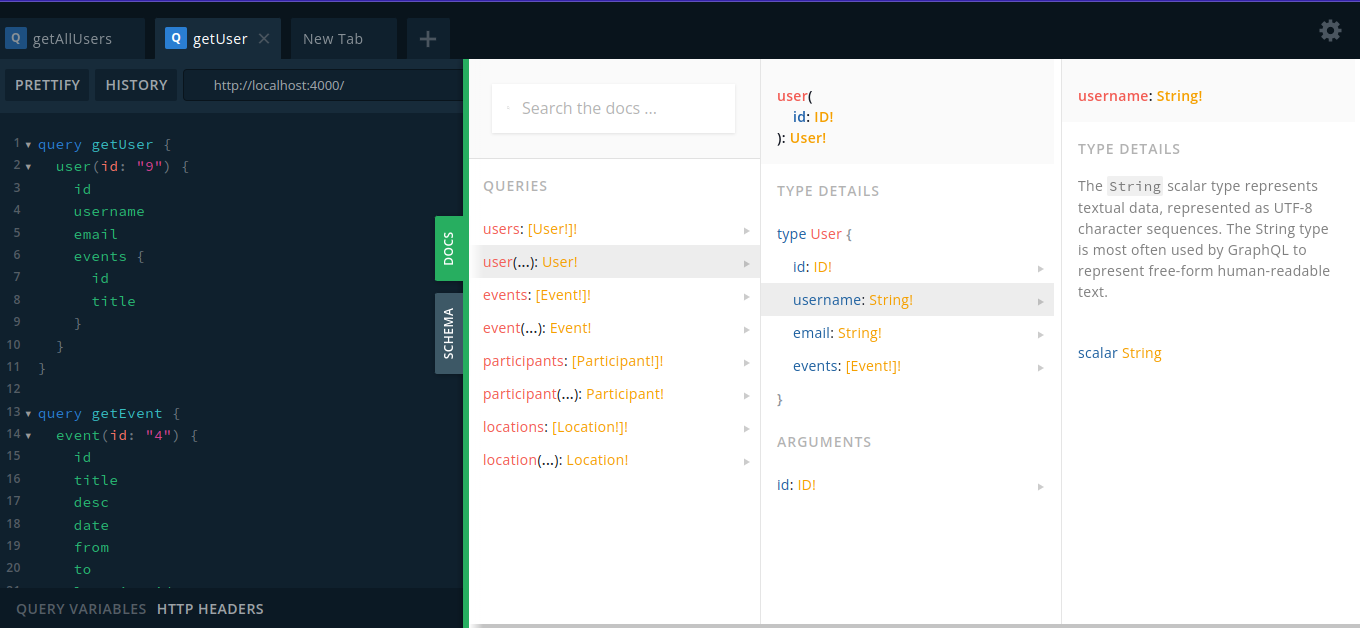 Q getAllUsers
Q getUser
New Tab
PRETTIFY
HISTORY
http://localhost:4000/
1 query getUser {
2 user(id: "9") {
3 id
4 username
5 email
6 events {
7 id
8 title
9 }
10 }
11 }
12
13 query getEvent {
14 event(id: "4") {
15 id
16 title
17 desc
18 date
19 from
20 to
QUERY VARIABLES HTTP HEADERS
DOCS
SCHEMA
Search the docs ...
QUERIES
users: [User!]!
user(...): User!
events: [Event!]!
event(...): Event!
participants: [Participant!]!
participant(...): Participant!
locations: [Location!]!
location(...): Location!
user(
id: ID!
): User!
TYPE DETAILS
type User {
id: ID!
username: String!
email: String!
events: [Event!]!
}
ARGUMENTS
id: ID!
username: String!
TYPE DETAILS
The String scalar type represents
textual data, represented as UTF-8
character sequences. The String type
is most often used by GraphQL to
represent free-form human-readable
text.
scalar String